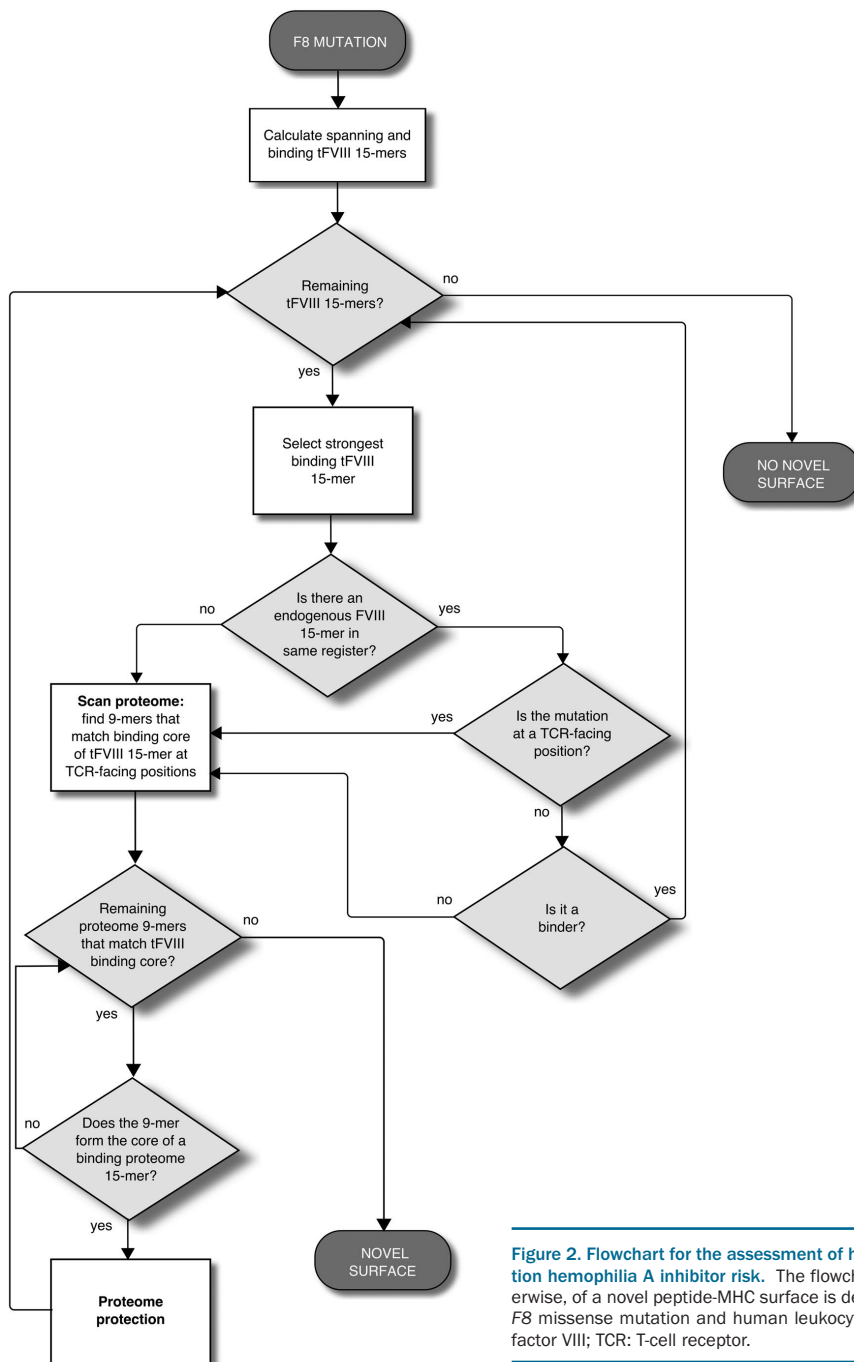 F8 MUTATION
Calculate spanning and
binding tFVIII 15-mers
Remaining
tFVIII 15-mers?
no
yes
Select strongest
binding tFVIII
15-mer
NO NOVEL
SURFACE
Is there an
endogenous FVIII
15-mer in
same register?
no
yes
Scan proteome:
find 9-mers that
match binding core
of tFVIII 15-mer at
TCR-facing positions
yes
Is the mutation
at a TCR-facing
position?
no
Is it a
binder?
no
yes
Remaining
proteome 9-mers
that match tFVIII
binding core?
no
yes
Does the 9-mer
form the core of a
binding proteome
15-mer?
no
yes
Proteome
protection
NOVEL
SURFACE
Figure 2. Flowchart for the assessment of h
tion hemophilia A inhibitor risk. The flowch
erwise, of a novel peptide-MHC surface is de
F8 missense mutation and human leukocy
factor VIII; TCR: T-cell receptor.